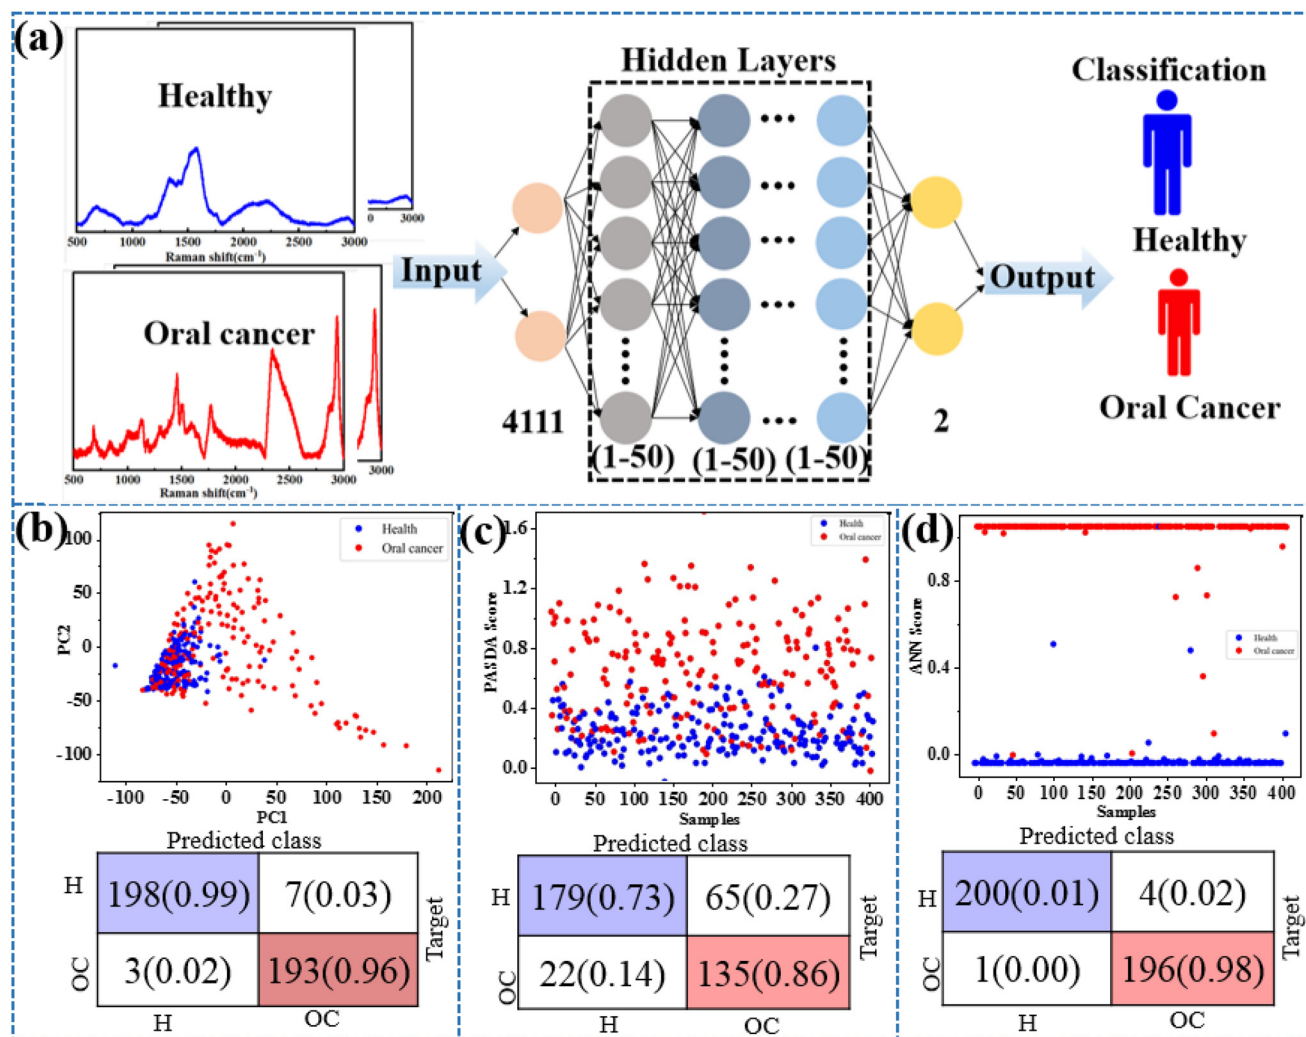 (a)
Healthy
500 1000 1500 2000 2500 3000
3000
Raman shift(cm-1)
Oral cancer
500 1000 1500 2000 2500 3000
3000
Raman shift(cm-1)
Input
Hidden Layers
4111
(1-50) (1-50) (1-50)
2
Output
Classification
Healthy
Oral Cancer
(b)
Health
Oral cancer
PC2
100
50
0
-50
-100
-100 -50 0 50 100 150 200
PC1
Predicted class
H
198(0.99) 7(0.03)
OC
3(0.02) 193(0.96)
Target
H OC
(c)
Health
Oral cancer
PASDA Score
1.6
1.2
0.8
0.4
0.0
0 50 100 150 200 250 300 350 400
Samples
Predicted class
H
179(0.73) 65(0.27)
OC
22(0.14) 135(0.86)
Target
H OC
(d)
Health
Oral cancer
ANN Score
0.8
0.4
0.0
0 50 100 150 200 250 300 350 400
Samples
Predicted class
H
200(0.01) 4(0.02)
OC
1(0.00) 196(0.98)
Target
H OC